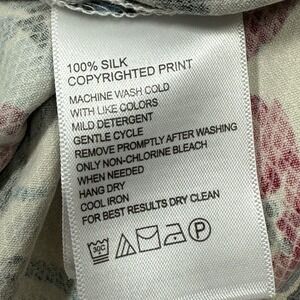 100% SILK
COPYRIGHTED PRINT
MACHINE WASH COLD
WITH LIKE COLORS
MILD DETERGENT
GENTLE CYCLE
REMOVE PROMPTLY AFTER WASHING
ONLY NON-CHLORINE BLEACH
WHEN NEEDED
HANG DRY
COOL IRON
FOR BEST RESULTS DRY CLEAN
30C P